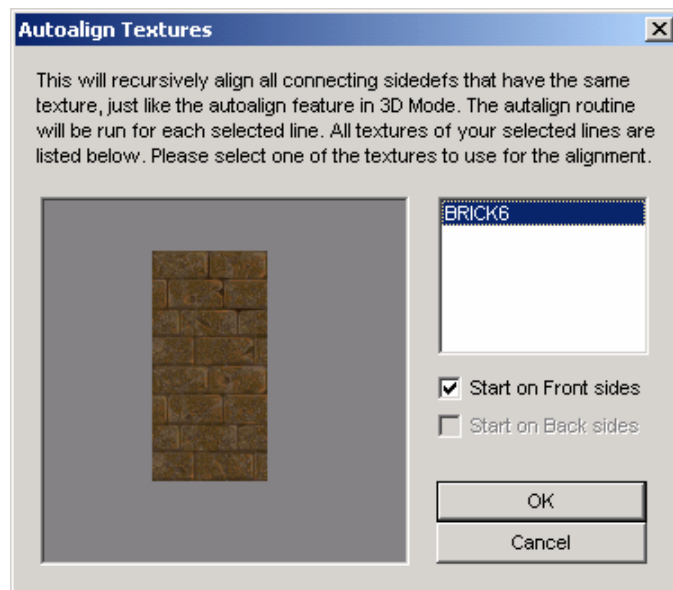 Autoalign Textures
This will recursively align all connecting sidedefs that have the same
texture, just like the autoalign feature in 3D Mode. The autalign routine
will be run for each selected line. All textures of your selected lines are
listed below. Please select one of the textures to use for the alignment.
BRICK6
Start on Front sides
Start on Back sides
OK
Cancel